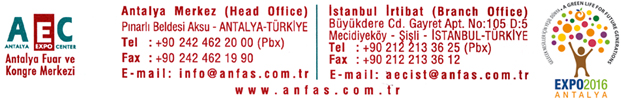 AEC
ANTALYA EXPO CENTER
Antalya Fuar ve
Kongre Merkezi
Antalya Merkez (Head Office)
Pınarlı Beldesi Aksu - ANTALYA-TÜRKİYE
Tel : +90 242 462 20 00 (Pbx)
Fax : +90 242 462 19 90
E-mail: info@anfas.com.tr
İstanbul İrtibat (Branch Office)
Büyükdere Cd. Gayret Apt. No:105 D:5
Mecidiyeköy - Şişli - İSTANBUL-TÜRKİYE
Tel : +90 212 213 36 25 (Pbx)
Fax : +90 212 213 36 12
E-mail: aecist@anfas.com.tr
www.anfas.com.tr
A GREEN LIFE FOR FUTURE GENERATIONS
EXPO2016
ANTALYA